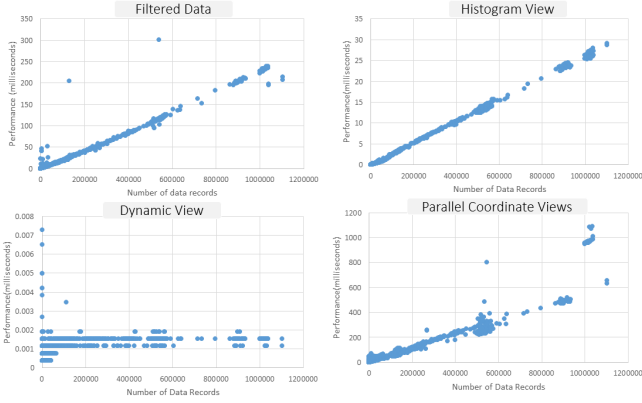 Filtered Data
350
300
250
200
150
100
50
0
Performance (milliseconds)
0 200000 400000 600000 800000 1000000 1200000
Number of data records
Histogram View
35
30
25
20
15
10
5
0
Performance(milliseconds)
0 200000 400000 600000 800000 1000000 1200000
Number of Data Records
Dynamic View
0.008
0.007
0.006
0.005
0.004
0.003
0.002
0.001
0
Performance(milliseconds)
0 200000 400000 600000 800000 1000000 1200000
Number of Data Records
Parallel Coordinate Views
1200
1000
800
600
400
200
0
Performance(milliseconds)
0 200000 400000 600000 800000 1000000 1200000
Number of Data Records